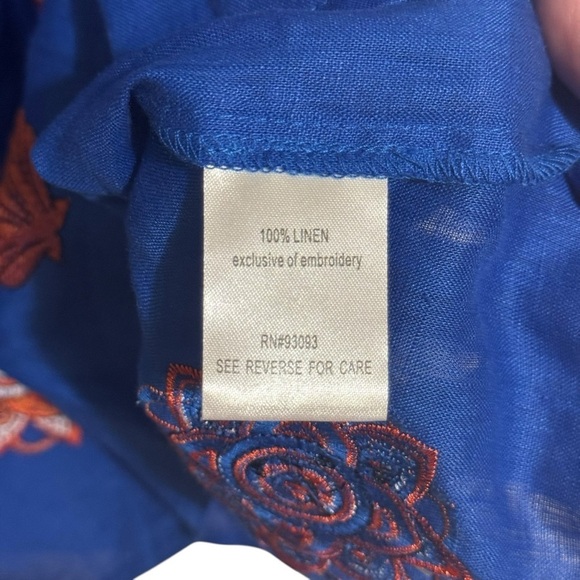 100% LINEN
exclusive of embroidery
RN#93093
SEE REVERSE FOR CARE